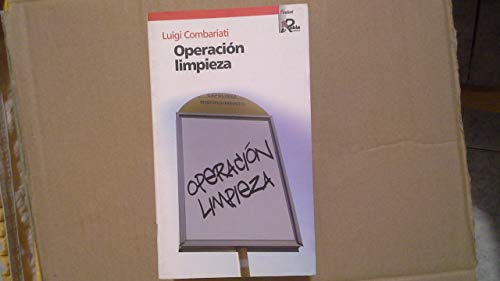 Luigi Combariati
Operación
limpieza
OPERACIÓN
LIMPIEZA